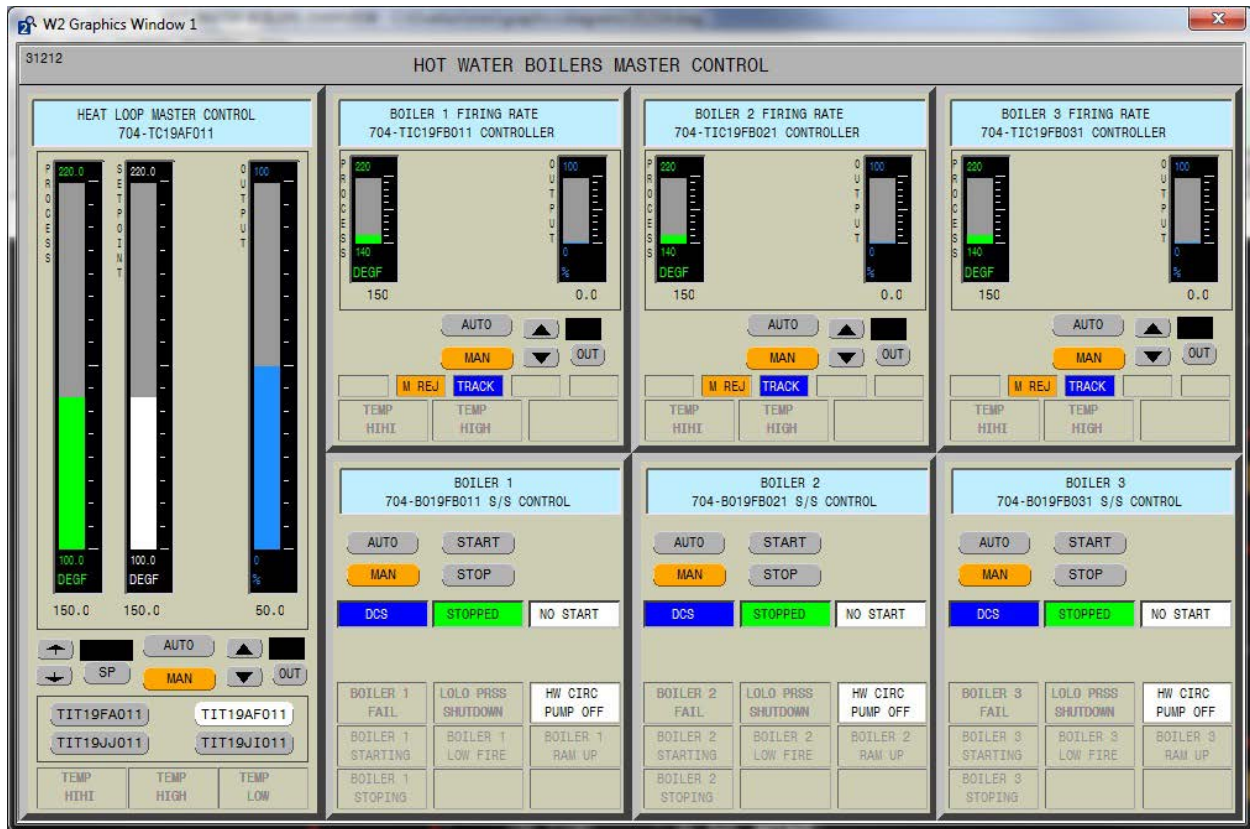 W2 Graphics Window 1
31212
HOT WATER BOILERS MASTER CONTROL
HEAT LOOP MASTER CONTROL
704-TC19AF011
PROCESS
220.0
SETPOINT
220.0
OUTPUT
100
100.0
DEGF
100.0
DEGF
0
%
150.0
150.0
50.0
AUTO
SP
MAN
OUT
TIT19FA011
TIT19AF011
TIT19JJ011
TIT19JI011
TEMP HIHI
TEMP HIGH
TEMP LOW
BOILER 1 FIRING RATE
704-TIC19FB011 CONTROLLER
PROCESS
220
OUTPUT
100
140
DEGF
0
%
150
0.0
AUTO
MAN
OUT
M REJ
TRACK
TEMP HIHI
TEMP HIGH
BOILER 2 FIRING RATE
704-TIC19FB021 CONTROLLER
PROCESS
220
OUTPUT
100
140
DEGF
0
%
150
0.0
AUTO
MAN
OUT
M REJ
TRACK
TEMP HIHI
TEMP HIGH
BOILER 3 FIRING RATE
704-TIC19FB031 CONTROLLER
PROCESS
220
OUTPUT
100
140
DEGF
0
%
150
0.0
AUTO
MAN
OUT
M REJ
TRACK
TEMP HIHI
TEMP HIGH
BOILER 1
704-BO19FB011 S/S CONTROL
AUTO
START
MAN
STOP
DCS
STOPPED
NO START
BOILER 1 FAIL
LOLO PRSS SHUTDOWN
HW CIRC PUMP OFF
BOILER 1 STARTING
BOILER 1 LOW FIRE
BOILER 1 RAM UP
BOILER 1 STOPING
BOILER 2
704-BO19FB021 S/S CONTROL
AUTO
START
MAN
STOP
DCS
STOPPED
NO START
BOILER 2 FAIL
LOLO PRSS SHUTDOWN
HW CIRC PUMP OFF
BOILER 2 STARTING
BOILER 2 LOW FIRE
BOILER 2 RAM UP
BOILER 2 STOPING
BOILER 3
704-BO19FB031 S/S CONTROL
AUTO
START
MAN
STOP
DCS
STOPPED
NO START
BOILER 3 FAIL
LOLO PRSS SHUTDOWN
HW CIRC PUMP OFF
BOILER 3 STARTING
BOILER 3 LOW FIRE
BOILER 3 RAM UP
BOILER 3 STOPING